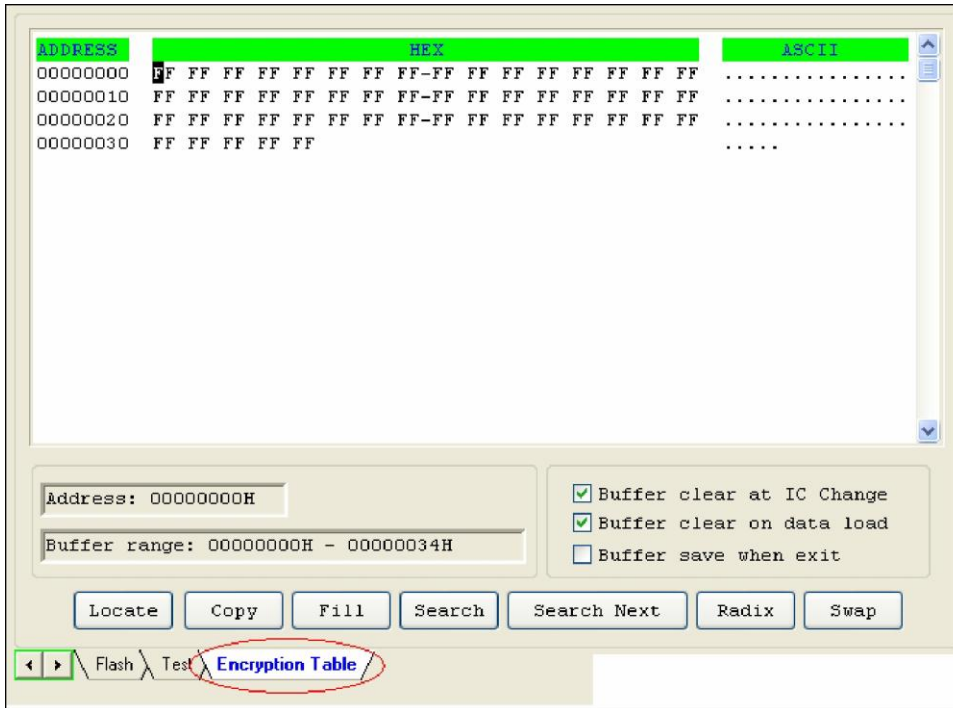 ADDRESS HEX ASCII
00000000 FF FF FF FF FF FF FF FF-FF FF FF FF FF FF FF FF ................
00000010 FF FF FF FF FF FF FF FF-FF FF FF FF FF FF FF FF ................
00000020 FF FF FF FF FF FF FF FF-FF FF FF FF FF FF FF FF ................
00000030 FF FF FF FF FF .....
Address: 00000000H
Buffer range: 00000000H - 00000034H
Buffer clear at IC Change
Buffer clear on data load
Buffer save when exit
Locate Copy Fill Search Search Next Radix Swap
Flash Test Encryption Table